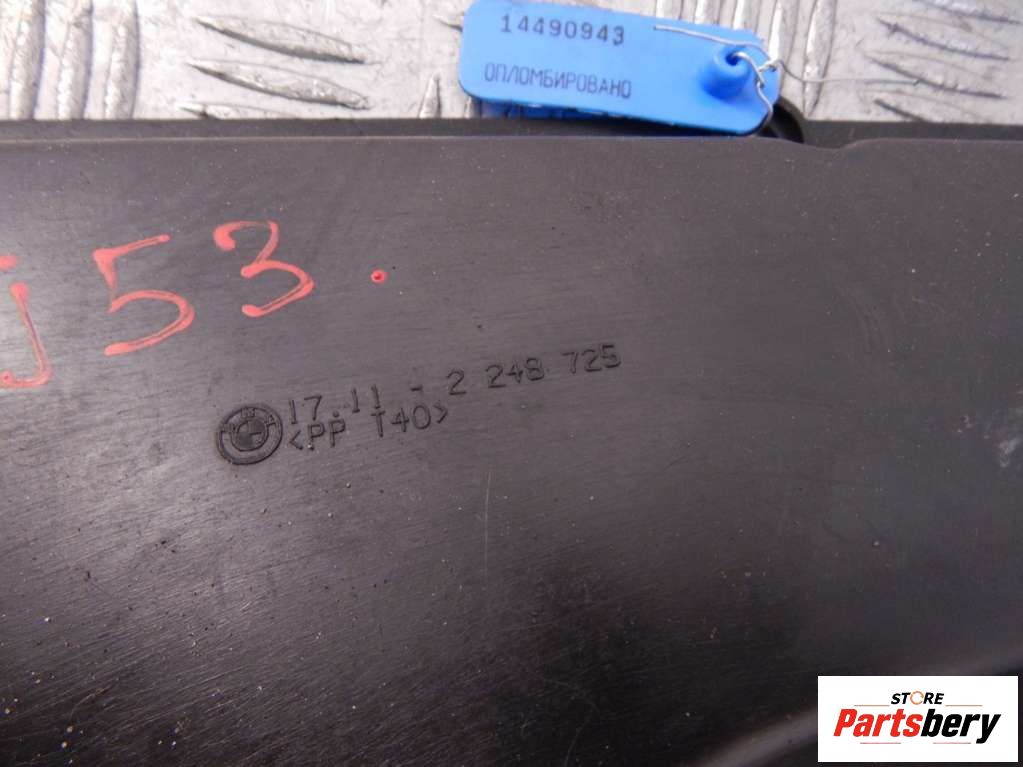 14490943
ОПЛОМБИРОВАНО
j53.
17.11 - 2 248 725
<PP T40>
STORE
Partsbery